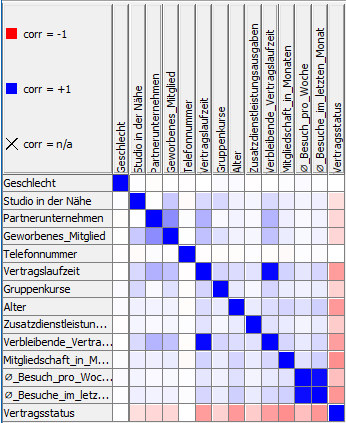 corr = -1
corr = +1
corr = n/a
Geschlecht
Studio in der Nähe
Partnerunternehmen
Geworbenes_Mitglied
Telefonnummer
Vertragslaufzeit
Gruppenkurse
Alter
Zusatzdienstleistungsausgaben
Verbleibende_Vertragslaufzeit
Mitgliedschaft_in_Monaten
Ø_Besuch_pro_Woche
Ø_Besuche_im_letzten_Monat
Vertragsstatus
Geschlecht
Studio in der Nähe
Partnerunternehmen
Geworbenes_Mitglied
Telefonnummer
Vertragslaufzeit
Gruppenkurse
Alter
Zusatzdienstleistun...
Verbleibende_Vertra...
Mitgliedschaft_in_M...
Ø_Besuch_pro_Woc...
Ø_Besuche_im_letz...
Vertragsstatus